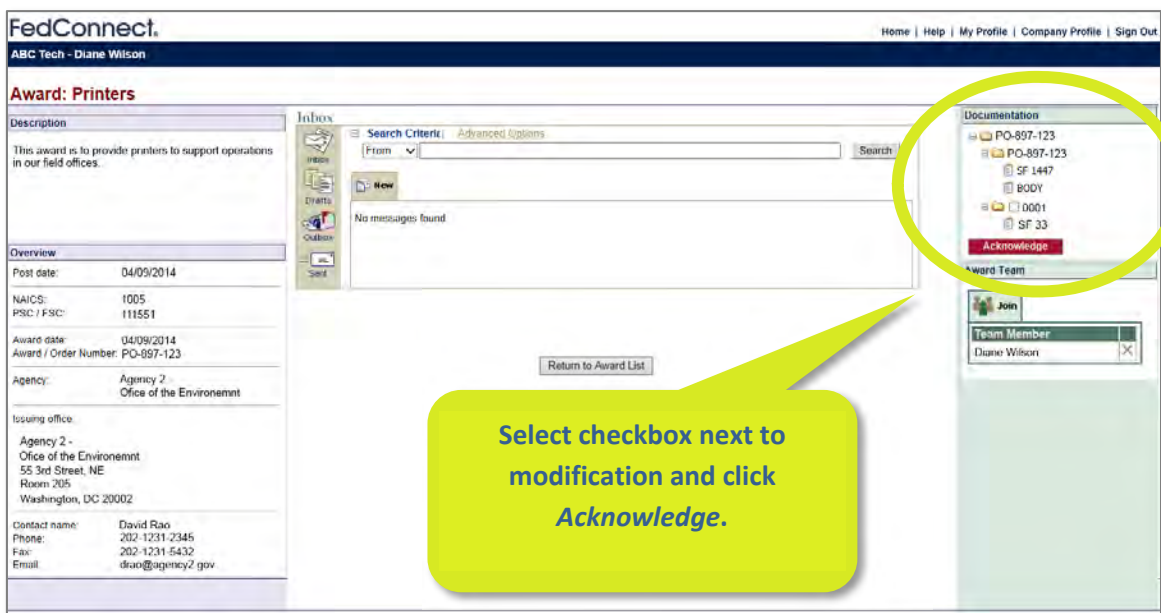 FedConnect.
Home | Help | My Profile | Company Profile | Sign Out
ABC Tech - Diane Wilson
Award: Printers
Description
This award is to provide printers to support operations
in our field offices.
Overview
Post date: 04/09/2014
NAICS: 1005
PSC / FSC: 111551
Award date: 04/09/2014
Award / Order Number: PO-897-123
Agency: Agency 2 -
Ofice of the Environemnt
Issuing office:
Agency 2 -
Ofice of the Environemnt
55 3rd Street, NE
Room 205
Washington, DC 20002
Contact name: David Rao
Phone: 202-1231-2345
Fax: 202-1231-5432
Email: drao@agency2.gov
Inbox
Inbox
Drafts
Outbox
Sent
Search Criteria Advanced Options
From Search
New
No messages found
Return to Award List
Documentation
PO-897-123
PO-897-123
SF 1447
BODY
0001
SF 33
Acknowledge
Award Team
Join
Team Member
Diane Wilson
Select checkbox next to
modification and click
Acknowledge.